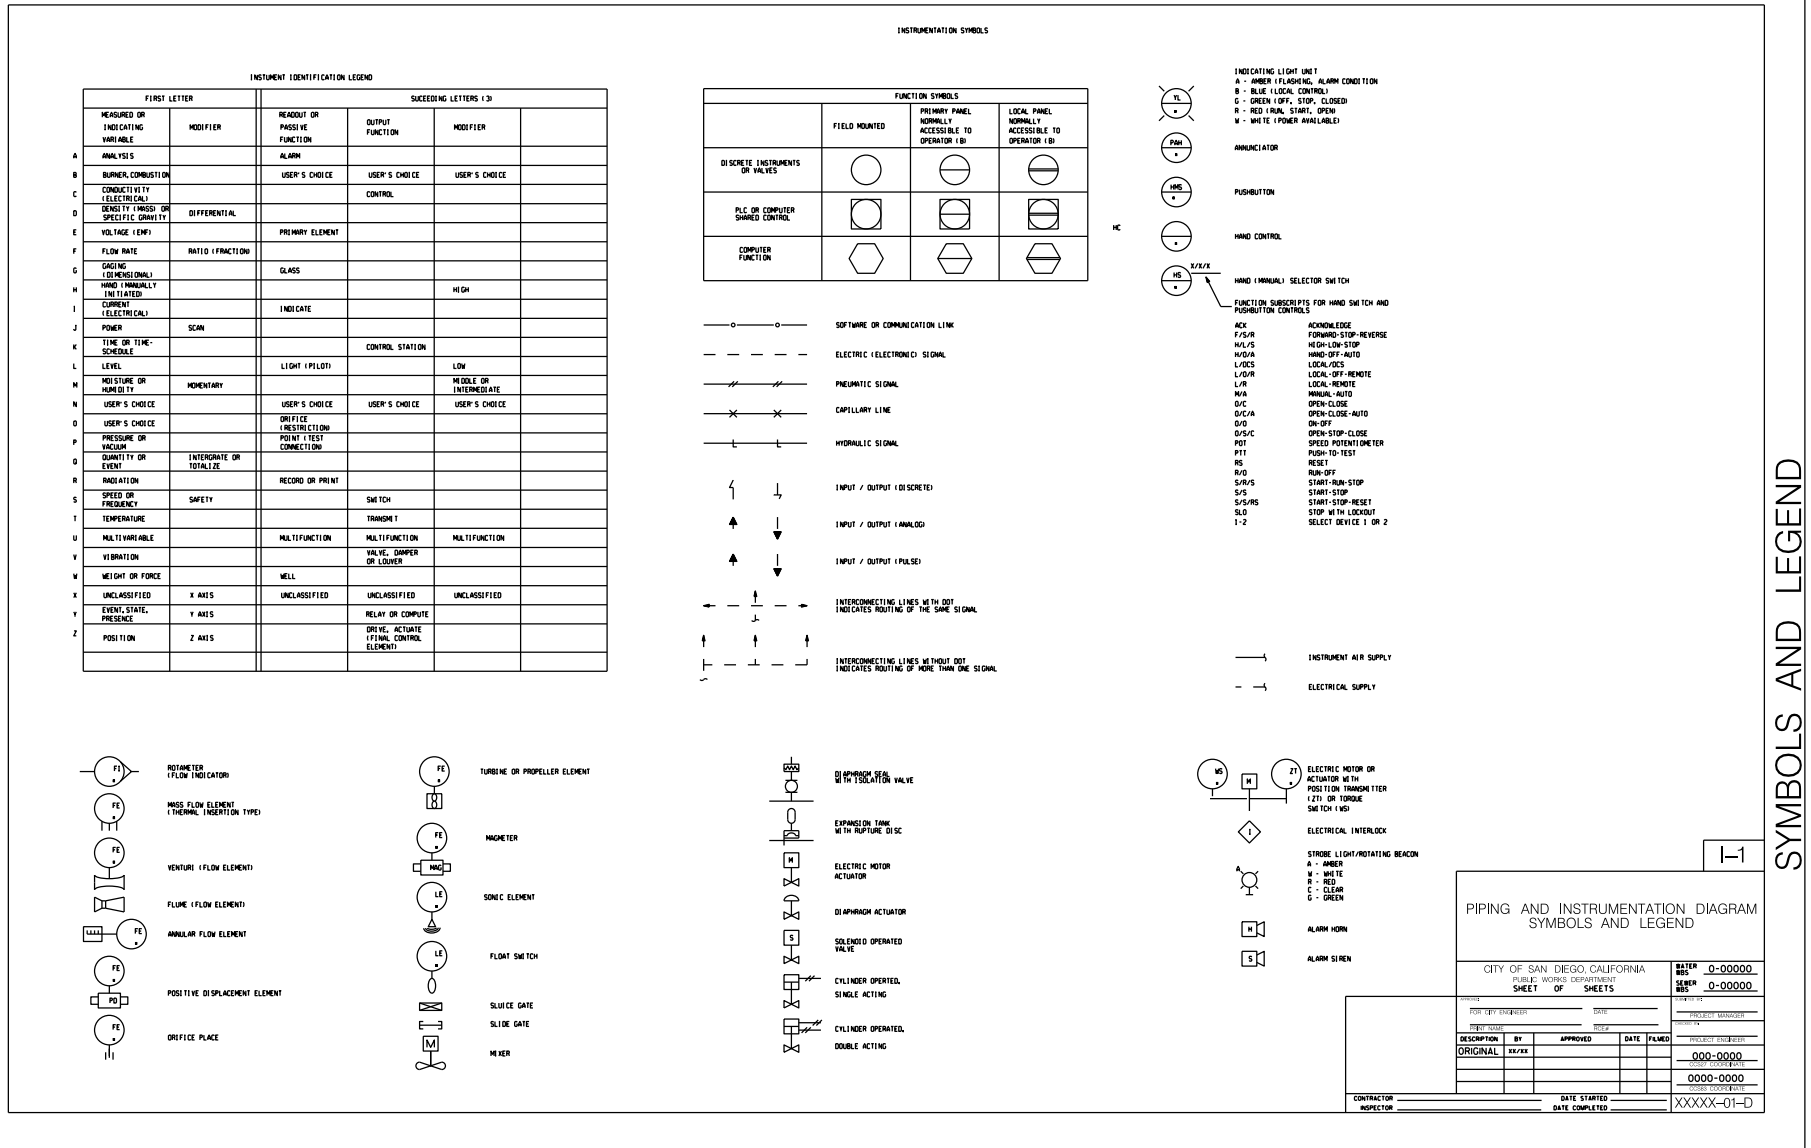 INSTRUMENTATION SYMBOLS
INSTUMENT IDENTIFICATION LEGEND
FIRST LETTER
SUCEEDING LETTERS (3)
MEASURED OR
INDICATING
VARIABLE
MODIFIER
READOUT OR
PASSIVE
FUNCTION
OUTPUT
FUNCTION
MODIFIER
A ANALYSIS ALARM
B BURNER, COMBUSTION USER'S CHOICE USER'S CHOICE USER'S CHOICE
C CONDUCTIVITY
(ELECTRICAL) CONTROL
D DENSITY (MASS) OR
SPECIFIC GRAVITY DIFFERENTIAL
E VOLTAGE (EMF) PRIMARY ELEMENT
F FLOW RATE RATIO (FRACTION)
G GAGING
(DIMENSIONAL) GLASS
H HAND (MANUALLY
INITIATED) HIGH
I CURRENT
(ELECTRICAL) INDICATE
J POWER SCAN
K TIME OR TIME-
SCHEDULE CONTROL STATION
L LEVEL LIGHT (PILOT) LOW
M MOISTURE OR
HUMIDITY MOMENTARY MIDDLE OR
INTERMEDIATE
N USER'S CHOICE USER'S CHOICE USER'S CHOICE USER'S CHOICE
O USER'S CHOICE ORIFICE
(RESTRICTION)
P PRESSURE OR
VACUUM POINT (TEST
CONNECTION)
Q QUANTITY OR
EVENT INTERGRATE OR
TOTALIZE
R RADIATION RECORD OR PRINT
S SPEED OR
FREQUENCY SAFETY SWITCH
T TEMPERATURE TRANSMIT
U MULTIVARIABLE MULTIFUNCTION MULTIFUNCTION MULTIFUNCTION
V VIBRATION VALVE, DAMPER
OR LOUVER
W WEIGHT OR FORCE WELL
X UNCLASSIFIED X AXIS UNCLASSIFIED UNCLASSIFIED UNCLASSIFIED
Y EVENT, STATE,
PRESENCE Y AXIS RELAY OR COMPUTE
Z POSITION Z AXIS DRIVE, ACTUATE
(FINAL CONTROL
ELEMENT)
FUNCTION SYMBOLS
FIELD MOUNTED
PRIMARY PANEL
NORMALLY
ACCESSIBLE TO
OPERATOR (B)
LOCAL PANEL
NORMALLY
ACCESSIBLE TO
OPERATOR (B)
DISCRETE INSTRUMENTS
OR VALVES
PLC OR COMPUTER
SHARED CONTROL
COMPUTER
FUNCTION
SOFTWARE OR COMMUNICATION LINK
ELECTRIC (ELECTRONIC) SIGNAL
PNEUMATIC SIGNAL
CAPILLARY LINE
HYDRAULIC SIGNAL
INPUT / OUTPUT (DISCRETE)
INPUT / OUTPUT (ANALOG)
INPUT / OUTPUT (PULSE)
INTERCONNECTING LINES WITH DOT
INDICATES ROUTING OF THE SAME SIGNAL
INTERCONNECTING LINES WITHOUT DOT
INDICATES ROUTING OF MORE THAN ONE SIGNAL
YL
INDICATING LIGHT UNIT
A - AMBER (FLASHING, ALARM CONDITION
B - BLUE (LOCAL CONTROL)
G - GREEN (OFF, STOP, CLOSED)
R - RED (RUN, START, OPEN)
W - WHITE (POWER AVAILABLE)
PAH
ANNUNCIATOR
HMS
PUSHBUTTON
HC
HAND CONTROL
HS
X/X/X
HAND (MANUAL) SELECTOR SWITCH
FUNCTION SUBSCRIPTS FOR HAND SWITCH AND
PUSHBUTTON CONTROLS
ACK ACKNOWLEDGE
F/S/R FORWARD-STOP-REVERSE
H/L/S HIGH-LOW-STOP
H/O/A HAND-OFF-AUTO
L/DCS LOCAL/DCS
L/O/R LOCAL-OFF-REMOTE
L/R LOCAL-REMOTE
M/A MANUAL-AUTO
O/C OPEN-CLOSE
O/C/A OPEN-CLOSE-AUTO
O/O ON-OFF
O/S/C OPEN-STOP-CLOSE
POT SPEED POTENTIOMETER
PTT PUSH-TO-TEST
RS RESET
R/O RUN-OFF
S/R/S START-RUN-STOP
S/S START-STOP
S/S/RS START-STOP-RESET
SLO STOP WITH LOCKOUT
1-2 SELECT DEVICE 1 OR 2
INSTRUMENT AIR SUPPLY
ELECTRICAL SUPPLY
FI
ROTAMETER
(FLOW INDICATOR)
FE
MASS FLOW ELEMENT
(THERMAL INSERTION TYPE)
FE
VENTURI (FLOW ELEMENT)
FLUME (FLOW ELEMENT)
FE
ANNULAR FLOW ELEMENT
FE
PD
POSITIVE DISPLACEMENT ELEMENT
FE
ORIFICE PLACE
FE
TURBINE OR PROPELLER ELEMENT
FE
MAG
MAGMETER
LE
SONIC ELEMENT
LE
FLOAT SWITCH
SLUICE GATE
SLIDE GATE
M
MIXER
DIAPHRAGM SEAL
WITH ISOLATION VALVE
EXPANSION TANK
WITH RUPTURE DISC
M
ELECTRIC MOTOR
ACTUATOR
DIAPHRAGM ACTUATOR
S
SOLENOID OPERATED
VALVE
CYLINDER OPERTED,
SINGLE ACTING
CYLINDER OPERATED,
DOUBLE ACTING
WS
M
ZT
ELECTRIC MOTOR OR
ACTUATOR WITH
POSITION TRANSMITTER
(ZT) OR TORQUE
SWITCH (WS)
I
ELECTRICAL INTERLOCK
A
STROBE LIGHT/ROTATING BEACON
A - AMBER
W - WHITE
R - RED
C - CLEAR
G - GREEN
H
ALARM HORN
S
ALARM SIREN
I-1
PIPING AND INSTRUMENTATION DIAGRAM
SYMBOLS AND LEGEND
CITY OF SAN DIEGO, CALIFORNIA
PUBLIC WORKS DEPARTMENT
SHEET OF SHEETS
WATER
WBS 0-00000
SEWER
WBS 0-00000
APPROVED:
FOR CITY ENGINEER DATE
PRINT NAME RCE#
SUBMITTED BY:
PROJECT MANAGER
CHECKED BY:
PROJECT ENGINEER
DESCRIPTION BY APPROVED DATE FILMED
ORIGINAL XX/XX
000-0000
CCS27 COORDINATE
0000-0000
CCS83 COORDINATE
CONTRACTOR DATE STARTED
INSPECTOR DATE COMPLETED
XXXXX-01-D
SYMBOLS AND LEGEND